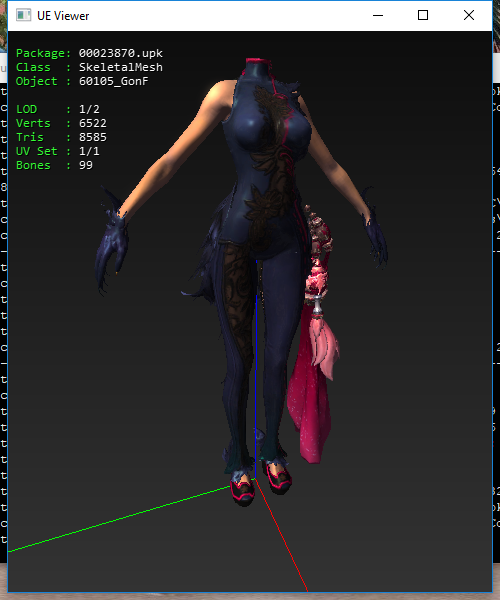 UE Viewer
Package: 00023870.upk
Class : SkeletalMesh
Object : 60105_GonF
LOD : 1/2
Verts : 6522
Tris : 8585
UV Set : 1/1
Bones : 99